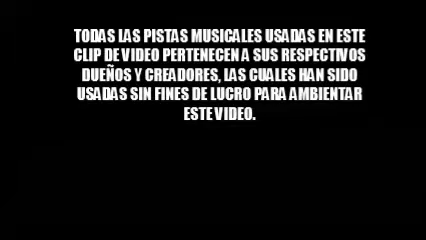 TODAS LAS PISTAS MUSICALES USADAS EN ESTE
CLIP DE VIDEO PERTENECEN A SUS RESPECTIVOS
DUEÑOS Y CREADORES, LAS CUALES HAN SIDO
USADAS SIN FINES DE LUCRO PARA AMBIENTAR
ESTE VIDEO.